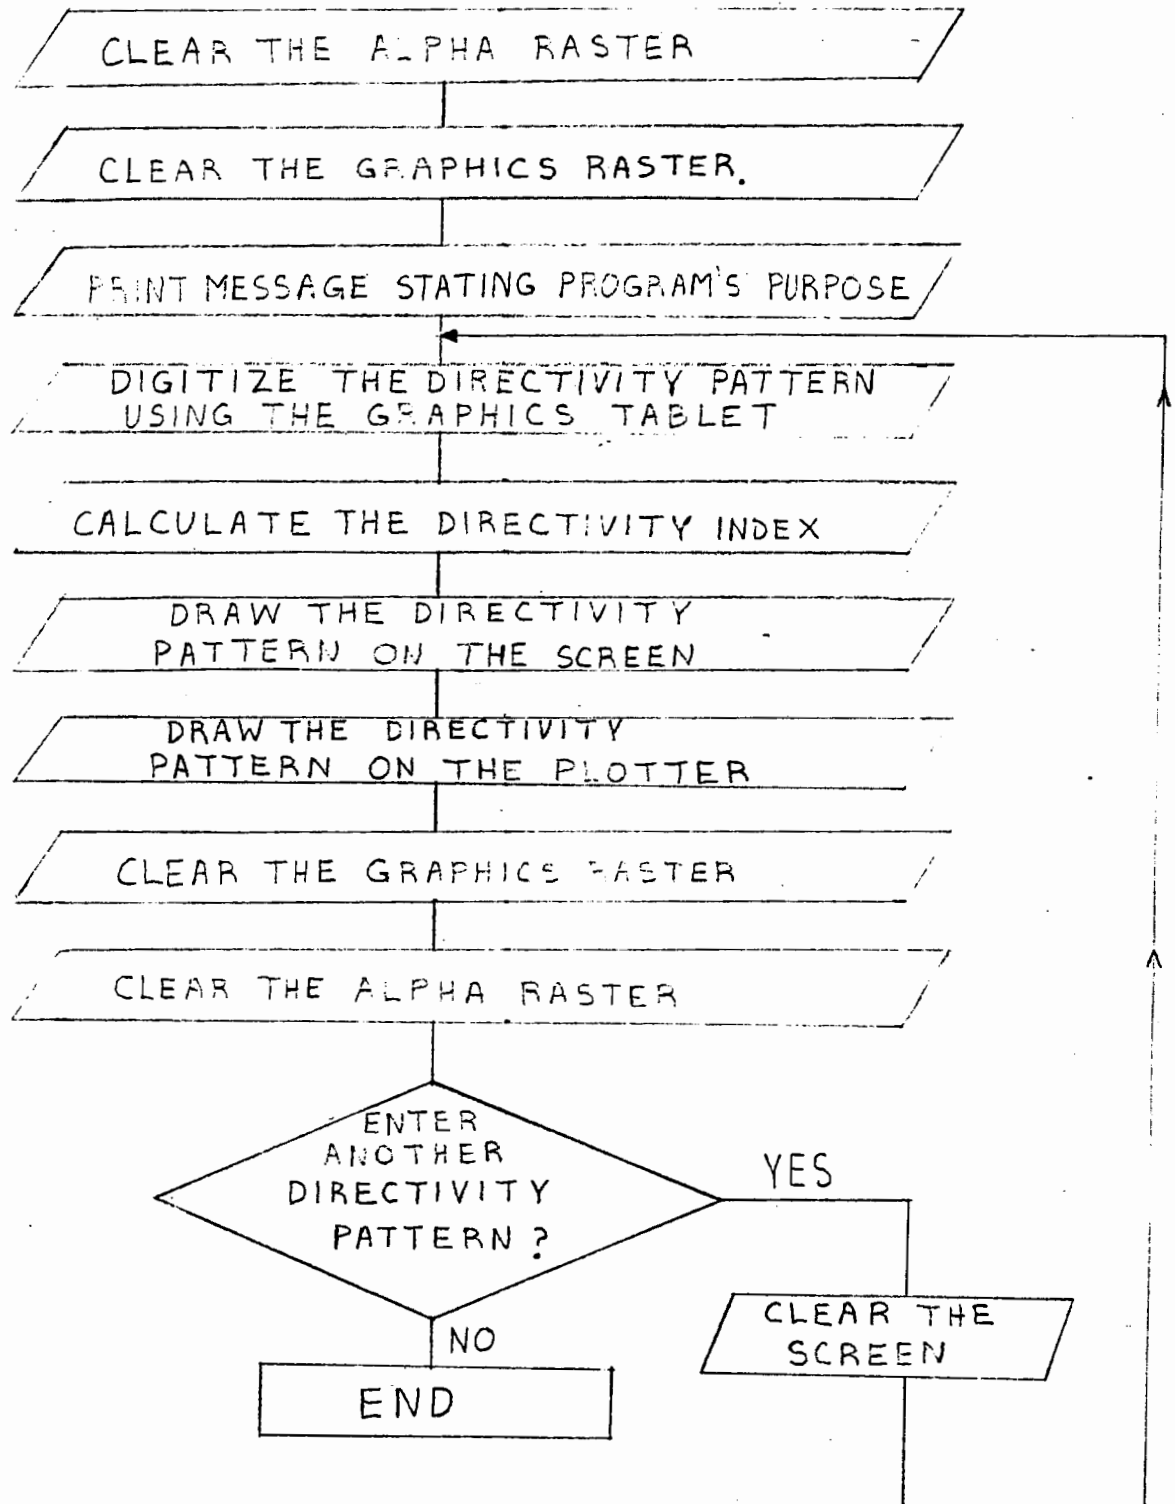 CLEAR THE ALPHA RASTER
CLEAR THE GRAPHICS RASTER.
PRINT MESSAGE STATING PROGRAM'S PURPOSE
DIGITIZE THE DIRECTIVITY PATTERN
USING THE GRAPHICS TABLET
CALCULATE THE DIRECTIVITY INDEX
DRAW THE DIRECTIVITY
PATTERN ON THE SCREEN
DRAW THE DIRECTIVITY
PATTERN ON THE PLOTTER
CLEAR THE GRAPHICS RASTER
CLEAR THE ALPHA RASTER
ENTER
ANOTHER
DIRECTIVITY
PATTERN ?
YES
CLEAR THE
SCREEN
NO
END